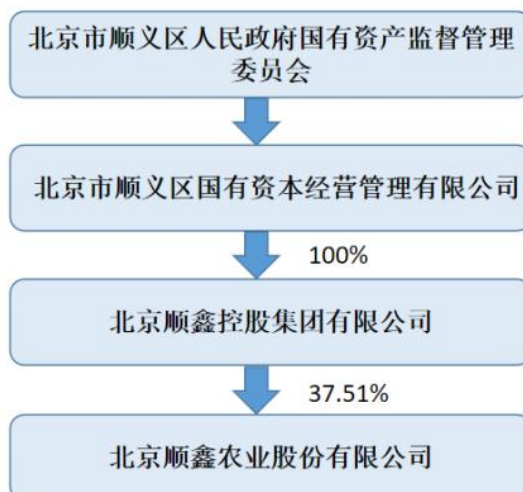 北京市顺义区人民政府国有资产监督管理
委员会
北京市顺义区国有资本经营管理有限公司
100%
北京顺鑫控股集团有限公司
37.51%
北京顺鑫农业股份有限公司